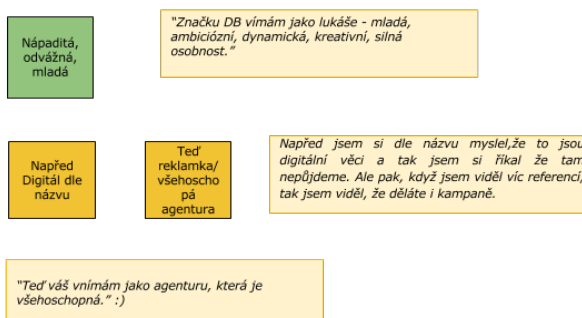 Nápaditá,
odvážná,
mladá
“Značku DB vímám jako lukáše - mladá,
ambiciózní, dynamická, kreativní, silná
osobnost.”
Napřed
Digitál dle
názvu
Teď
reklamka/
všehoscho
pá
agentura
Napřed jsem si dle názvu myslel,že to jsou
digitální věci a tak jsem si říkal že tam
nepůjdeme. Ale pak, když jsem viděl víc referencí,
tak jsem viděl, že děláte i kampaně.
“Teď váš vnímám jako agenturu, která je
všehoschopná.” :)